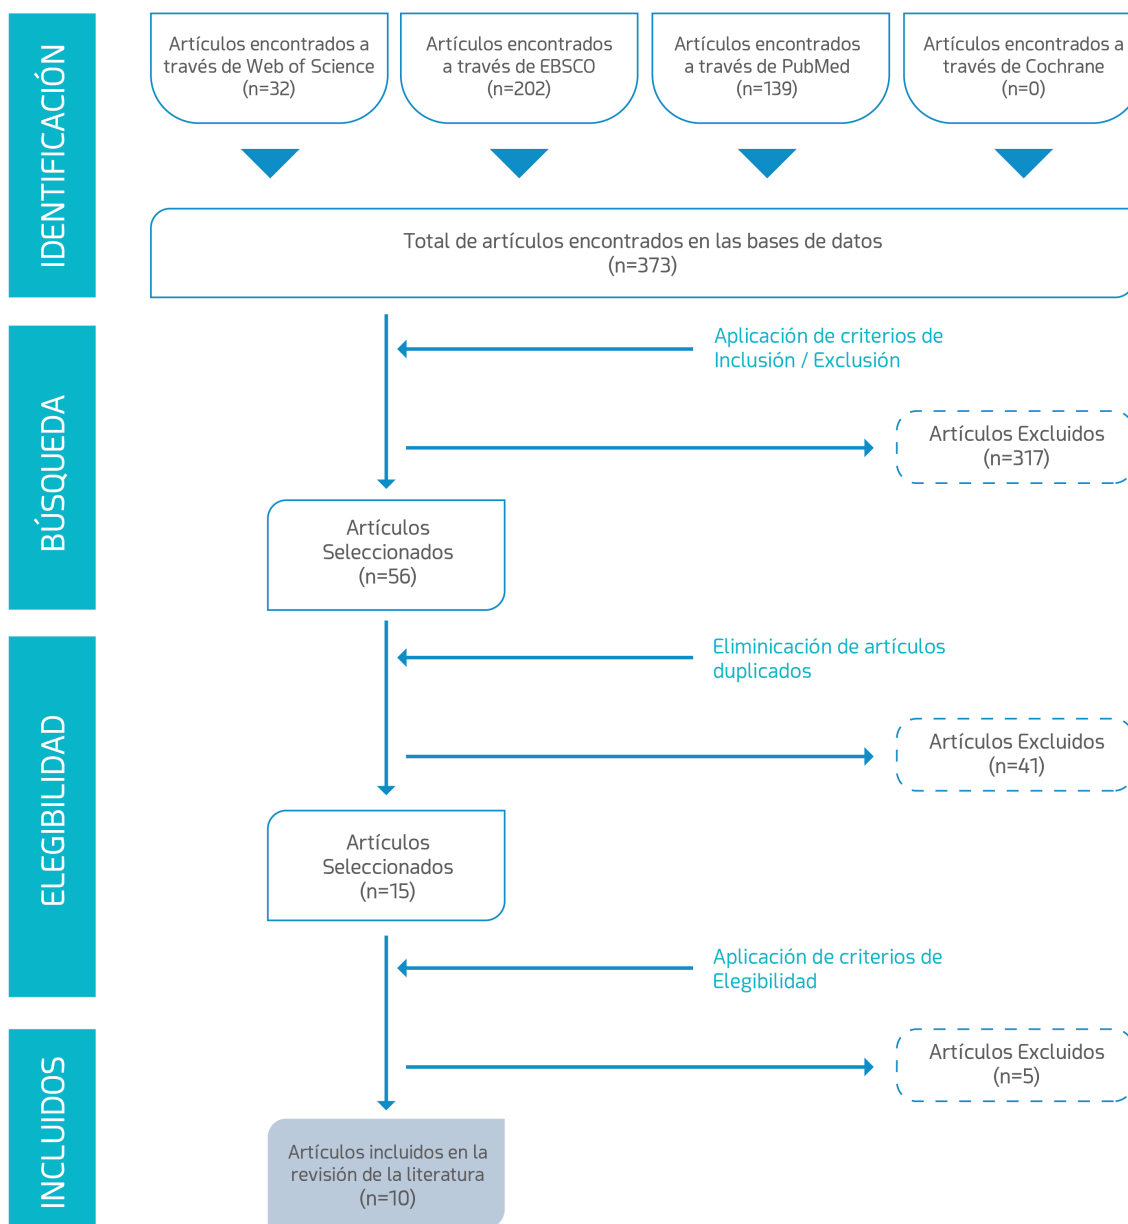 IDENTIFICACIÓN
Artículos encontrados a
través de Web of Science
(n=32)
Artículos encontrados
a través de EBSCO
(n=202)
Artículos encontrados
a través de PubMed
(n=139)
Artículos encontrados a
través de Cochrane
(n=0)
Total de artículos encontrados en las bases de datos
(n=373)
BÚSQUEDA
Aplicación de criterios de
Inclusión / Exclusión
Artículos Excluidos
(n=317)
Artículos
Seleccionados
(n=56)
ELEGIBILIDAD
Eliminicación de artículos
duplicados
Artículos Excluidos
(n=41)
Artículos
Seleccionados
(n=15)
Aplicación de criterios de
Elegibilidad
INCLUIDOS
Artículos Excluidos
(n=5)
Artículos incluidos en la
revisión de la literatura
(n=10)